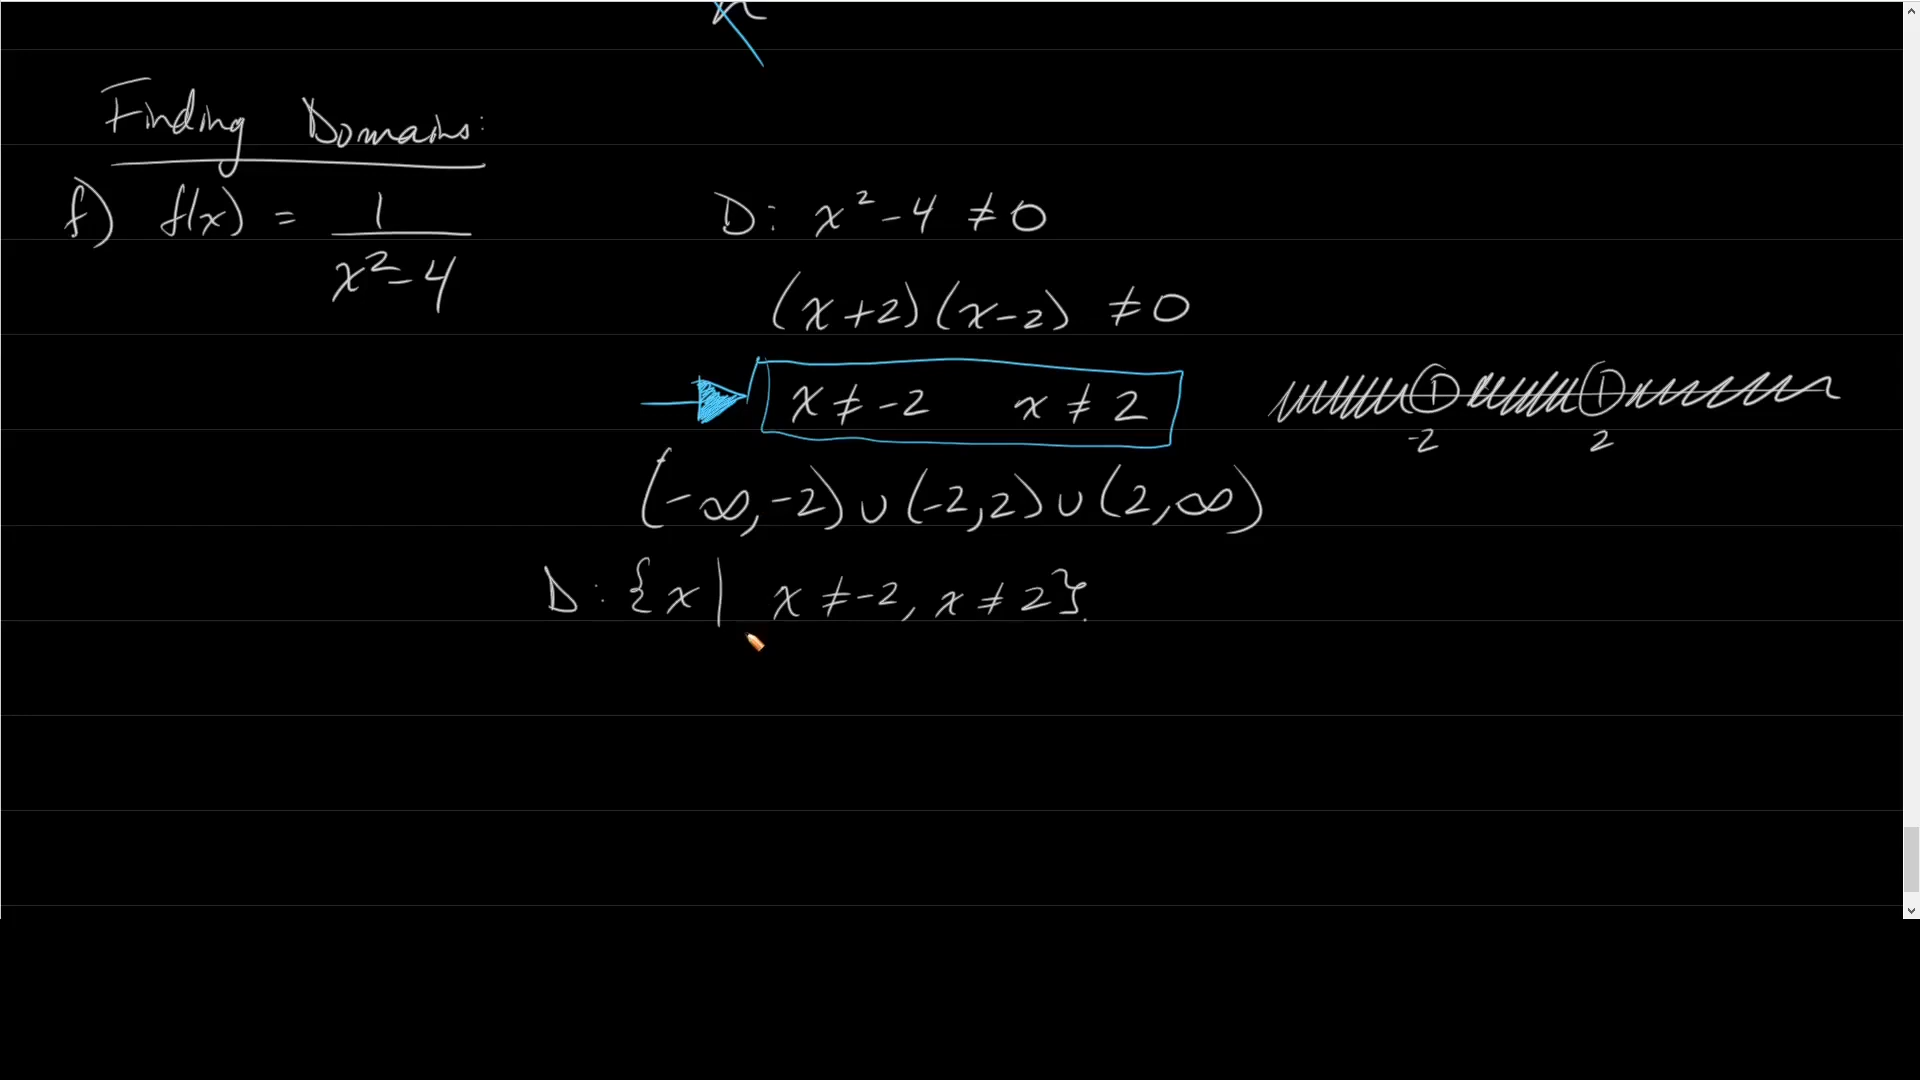 Finding Domains:
f) f(x) = 1/(x²-4)
D: x²-4 ≠ 0
(x+2)(x-2) ≠ 0
x ≠ -2 x ≠ 2
-2 2
(-∞,-2) ∪ (-2,2) ∪ (2,∞)
D: {x| x ≠ -2, x ≠ 2}.